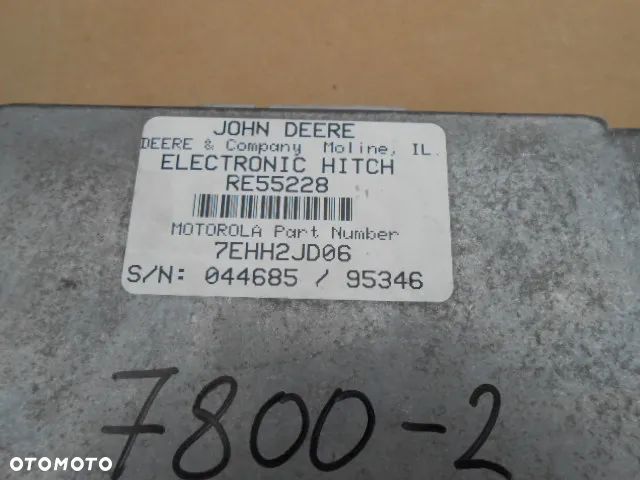 JOHN DEERE
DEERE & Company Moline, IL.
ELECTRONIC HITCH
RE55228
MOTOROLA Part Number
7EHH2JD06
S/N: 044685 / 95346
7800-2
OTOMOTO